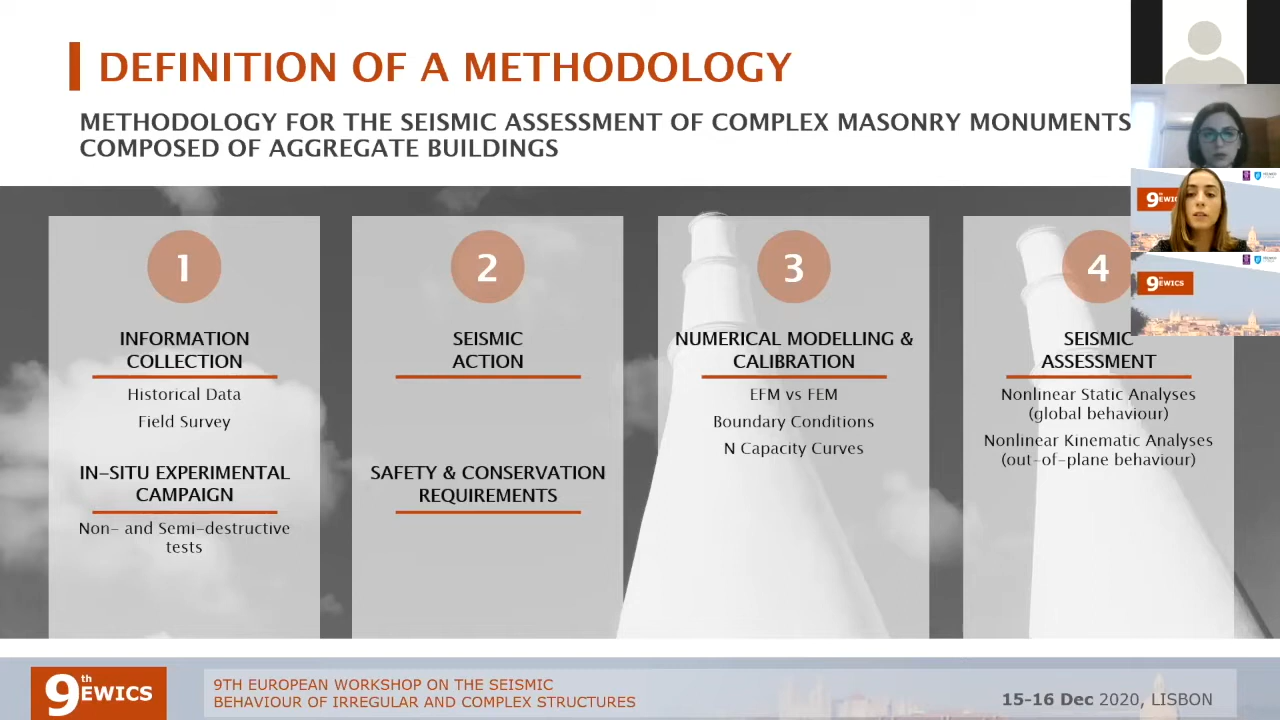 DEFINITION OF A METHODOLOGY
METHODOLOGY FOR THE SEISMIC ASSESSMENT OF COMPLEX MASONRY MONUMENTS
COMPOSED OF AGGREGATE BUILDINGS
1
INFORMATION
COLLECTION
Historical Data
Field Survey
IN-SITU EXPERIMENTAL
CAMPAIGN
Non- and Semi-destructive
tests
2
SEISMIC
ACTION
SAFETY & CONSERVATION
REQUIREMENTS
3
NUMERICAL MODELLING &
CALIBRATION
EFM vs FEM
Boundary Conditions
N Capacity Curves
4
SEISMIC
ASSESSMENT
Nonlinear Static Analyses
(global behaviour)
Nonlinear Kinematic Analyses
(out-of-plane behaviour)
9th EWICS
9th EWICS
9th EWICS
9TH EUROPEAN WORKSHOP ON THE SEISMIC
BEHAVIOUR OF IRREGULAR AND COMPLEX STRUCTURES
15-16 Dec 2020, LISBON